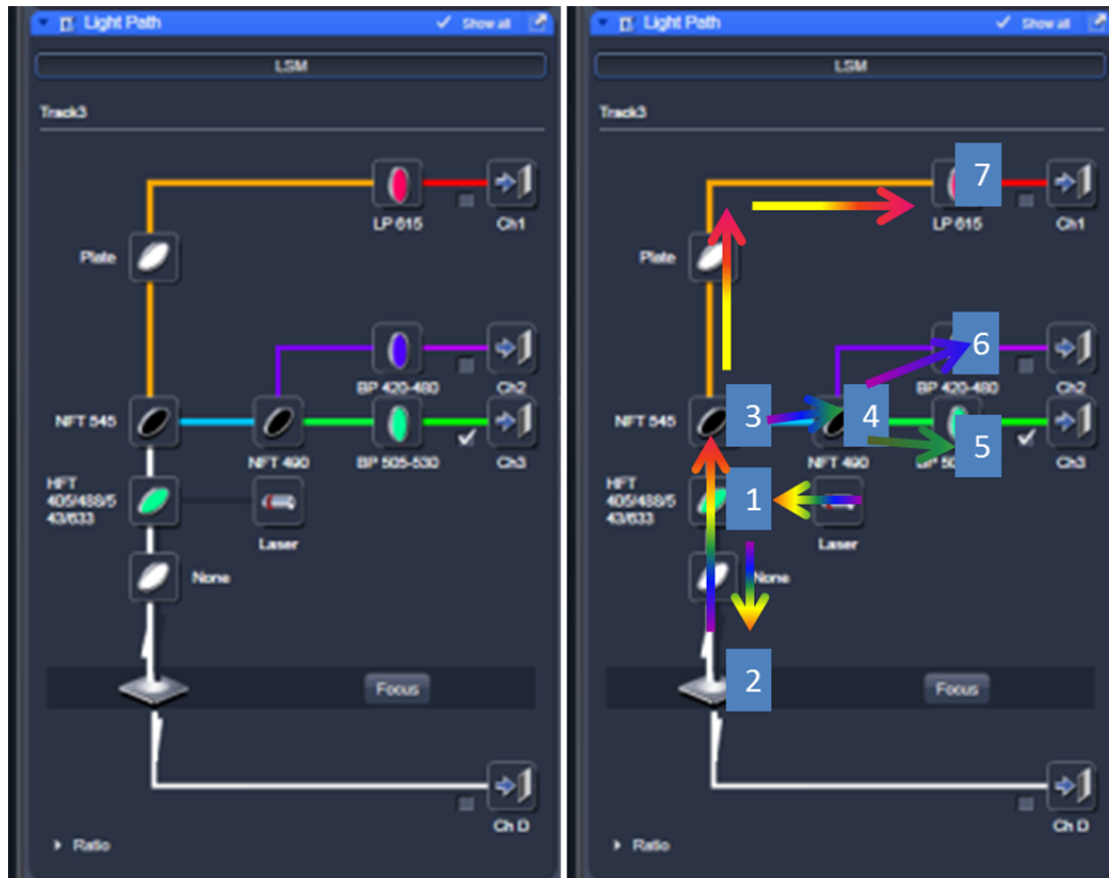 Light Path
Show all
LSM
Track3
LP 615
Ch1
Plate
BP 420-480
Ch2
NFT 545
NFT 490
BP 505-530
Ch3
HFT
405/488/5
43/633
Laser
None
Focus
Ch D
Ratio
Light Path
Show all
LSM
Track3
7
LP 615
Ch1
Plate
6
BP 420-480
Ch2
NFT 545
3
4
NFT 490
5
Ch3
HFT
405/488/5
43/633
1
Laser
None
2
Focus
Ch D
Ratio